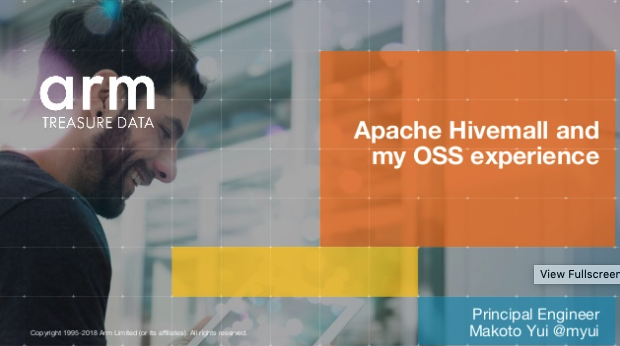 arm
TREASURE DATA
Apache Hivemall and
my OSS experience
View Fullscreen
Principal Engineer
Makoto Yui @myui
Copyright 1995-2018 Arm Limited (or its affiliates). All rights reserved.